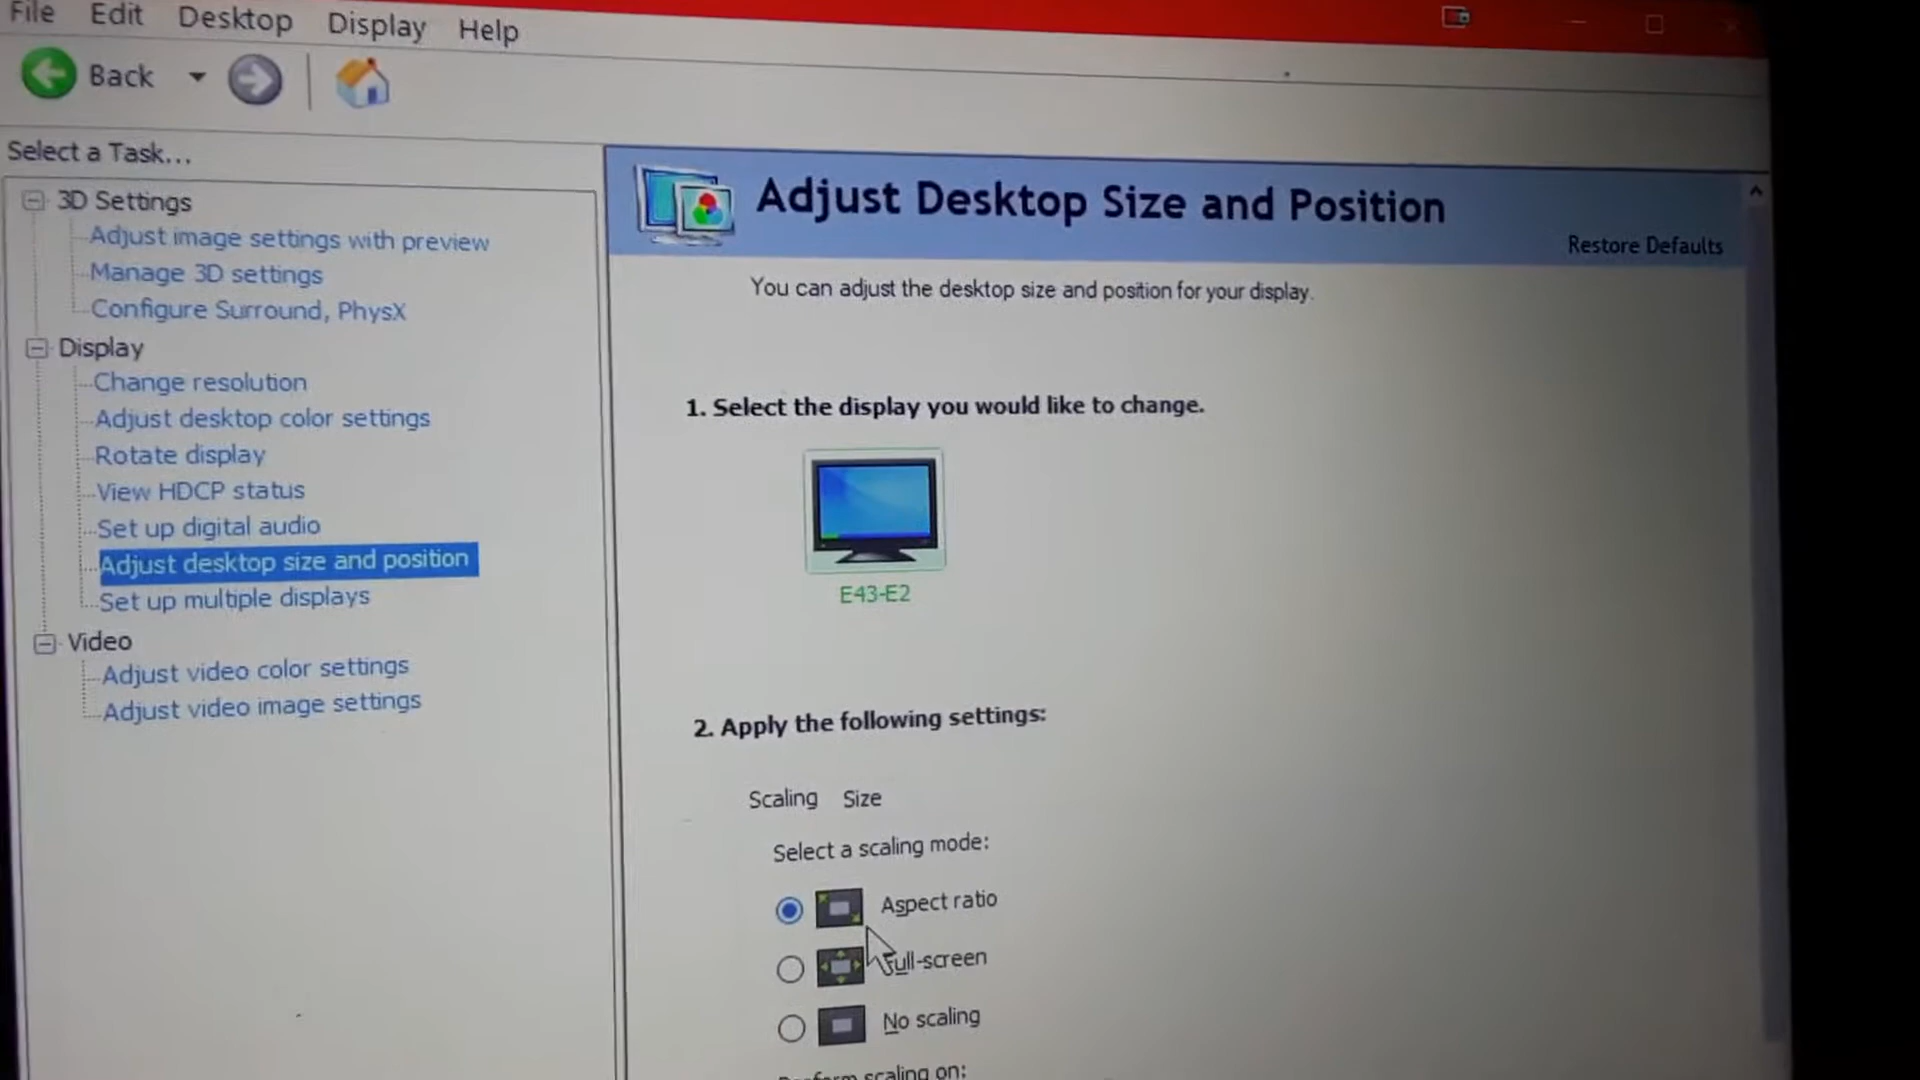 File Edit Desktop Display Help
Back
Select a Task...
3D Settings
Adjust image settings with preview
Manage 3D settings
Configure Surround, PhysX
Display
Change resolution
Adjust desktop color settings
Rotate display
View HDCP status
Set up digital audio
Adjust desktop size and position
Set up multiple displays
Video
Adjust video color settings
Adjust video image settings
Adjust Desktop Size and Position
Restore Defaults
You can adjust the desktop size and position for your display.
1. Select the display you would like to change.
E43-E2
2. Apply the following settings:
Scaling Size
Select a scaling mode:
Aspect ratio
Full-screen
No scaling
Perform scaling on: